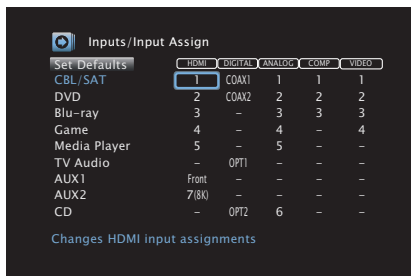 Inputs/Input Assign
Set Defaults HDMI DIGITAL ANALOG COMP VIDEO
CBL/SAT 1 COAX1 1 1 1
DVD 2 COAX2 2 2 2
Blu-ray 3 – 3 3 3
Game 4 – 4 – 4
Media Player 5 – 5 – –
TV Audio – OPT1 – – –
AUX1 Front – – – –
AUX2 7(8K) – – – –
CD – OPT2 6 – –
Changes HDMI input assignments